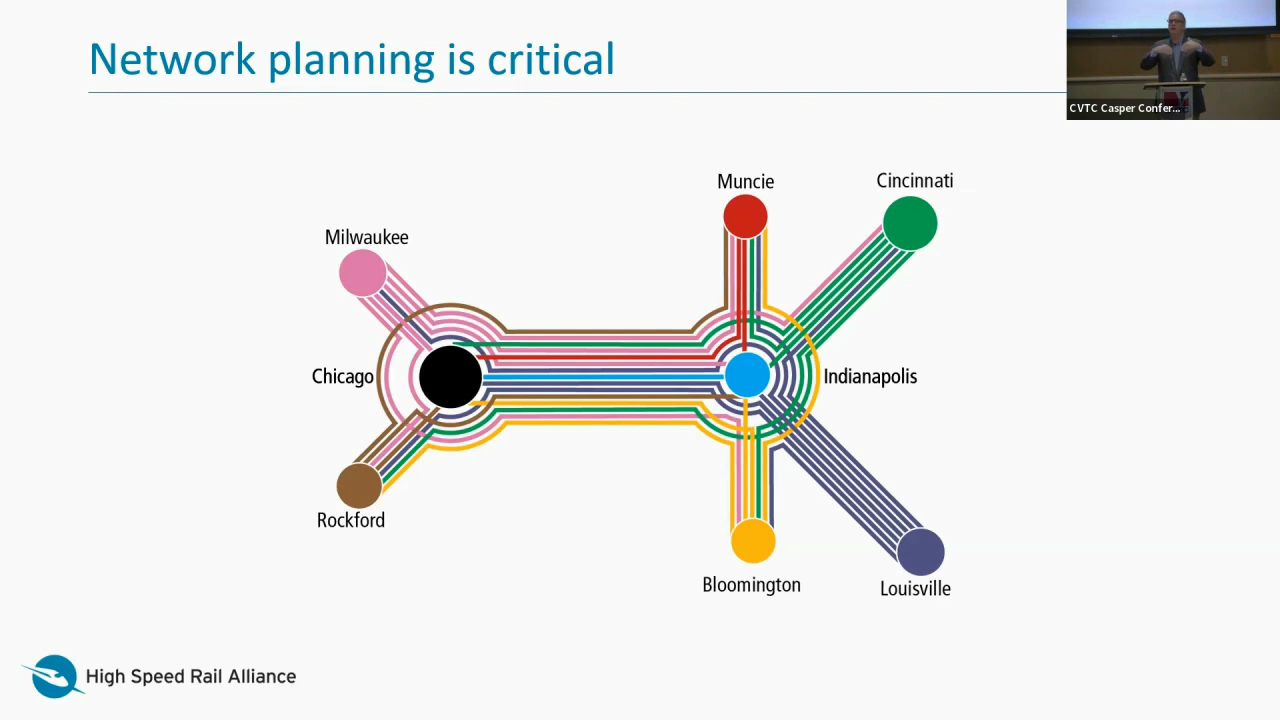 Network planning is critical
CVTC Casper Confer...
Muncie
Cincinnati
Milwaukee
Chicago
Indianapolis
Rockford
Bloomington
Louisville
High Speed Rail Alliance